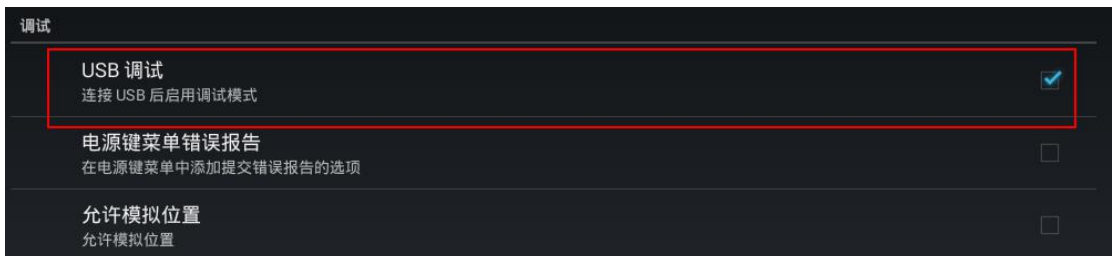 调试
USB 调试
连接 USB 后启用调试模式
电源键菜单错误报告
在电源键菜单中添加提交错误报告的选项
允许模拟位置
允许模拟位置